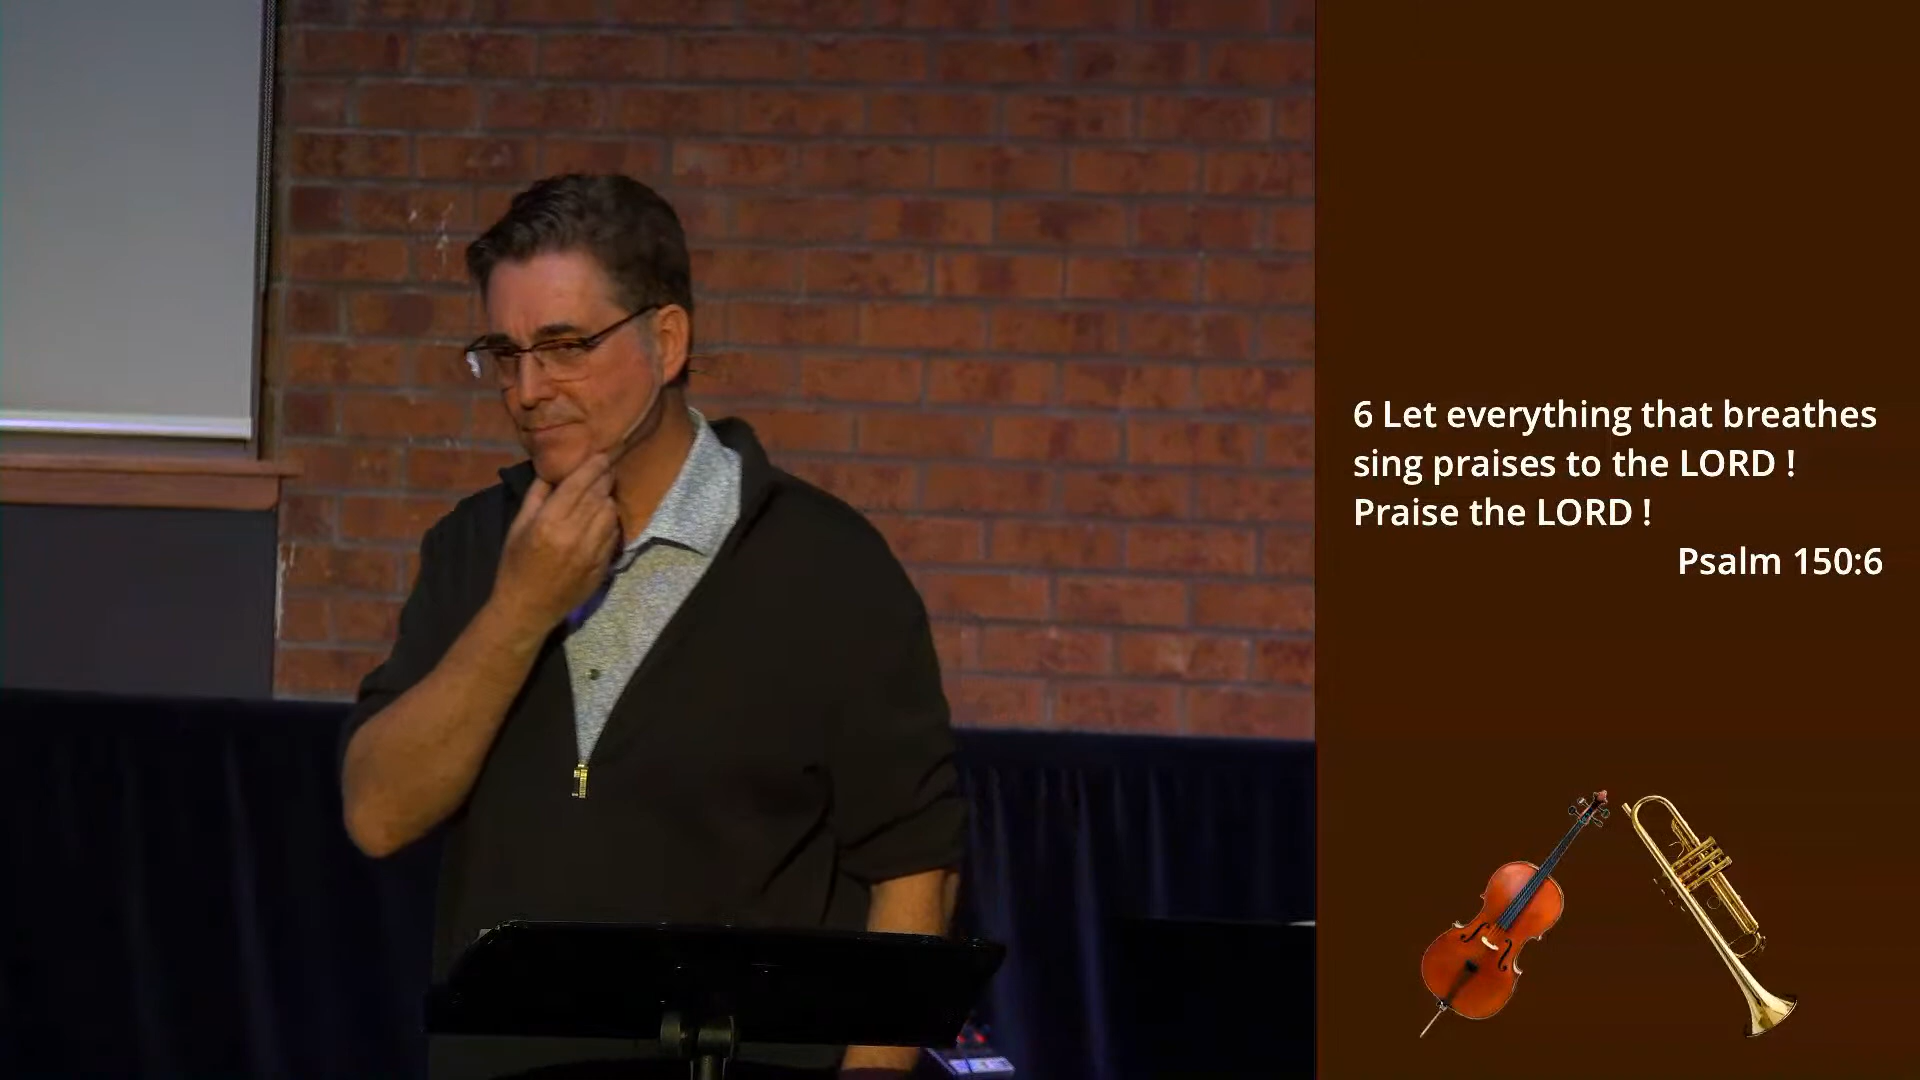 6 Let everything that breathes
sing praises to the LORD !
Praise the LORD !
Psalm 150:6